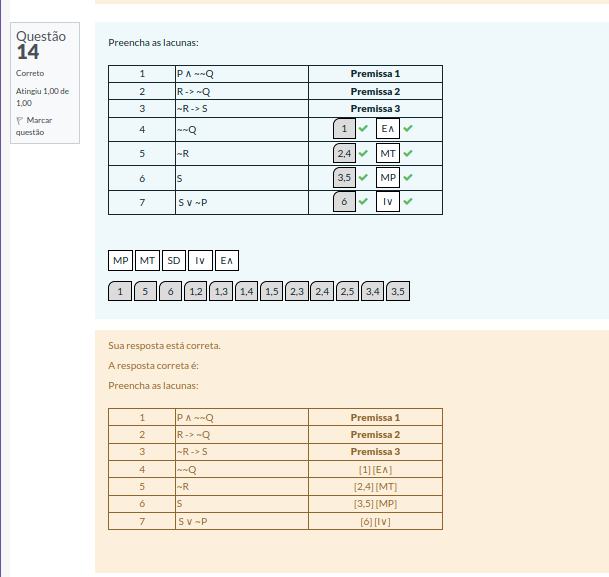 Questão
14
Correto
Atingiu 1,00 de
1,00
Marcar
questão
Preencha as lacunas:
1 P ∧ ~~Q Premissa 1
2 R -> ~Q Premissa 2
3 ~R -> S Premissa 3
4 ~~Q 1 ✔ E∧ ✔
5 ~R 2,4 ✔ MT ✔
6 S 3,5 ✔ MP ✔
7 S ∨ ~P 6 ✔ I∨ ✔
MP MT SD I∨ E∧
1 5 6 1,2 1,3 1,4 1,5 2,3 2,4 2,5 3,4 3,5
Sua resposta está correta.
A resposta correta é:
Preencha as lacunas:
1 P ∧ ~~Q Premissa 1
2 R -> ~Q Premissa 2
3 ~R -> S Premissa 3
4 ~~Q [1] [E∧]
5 ~R [2,4] [MT]
6 S [3,5] [MP]
7 S ∨ ~P [6] [I∨]